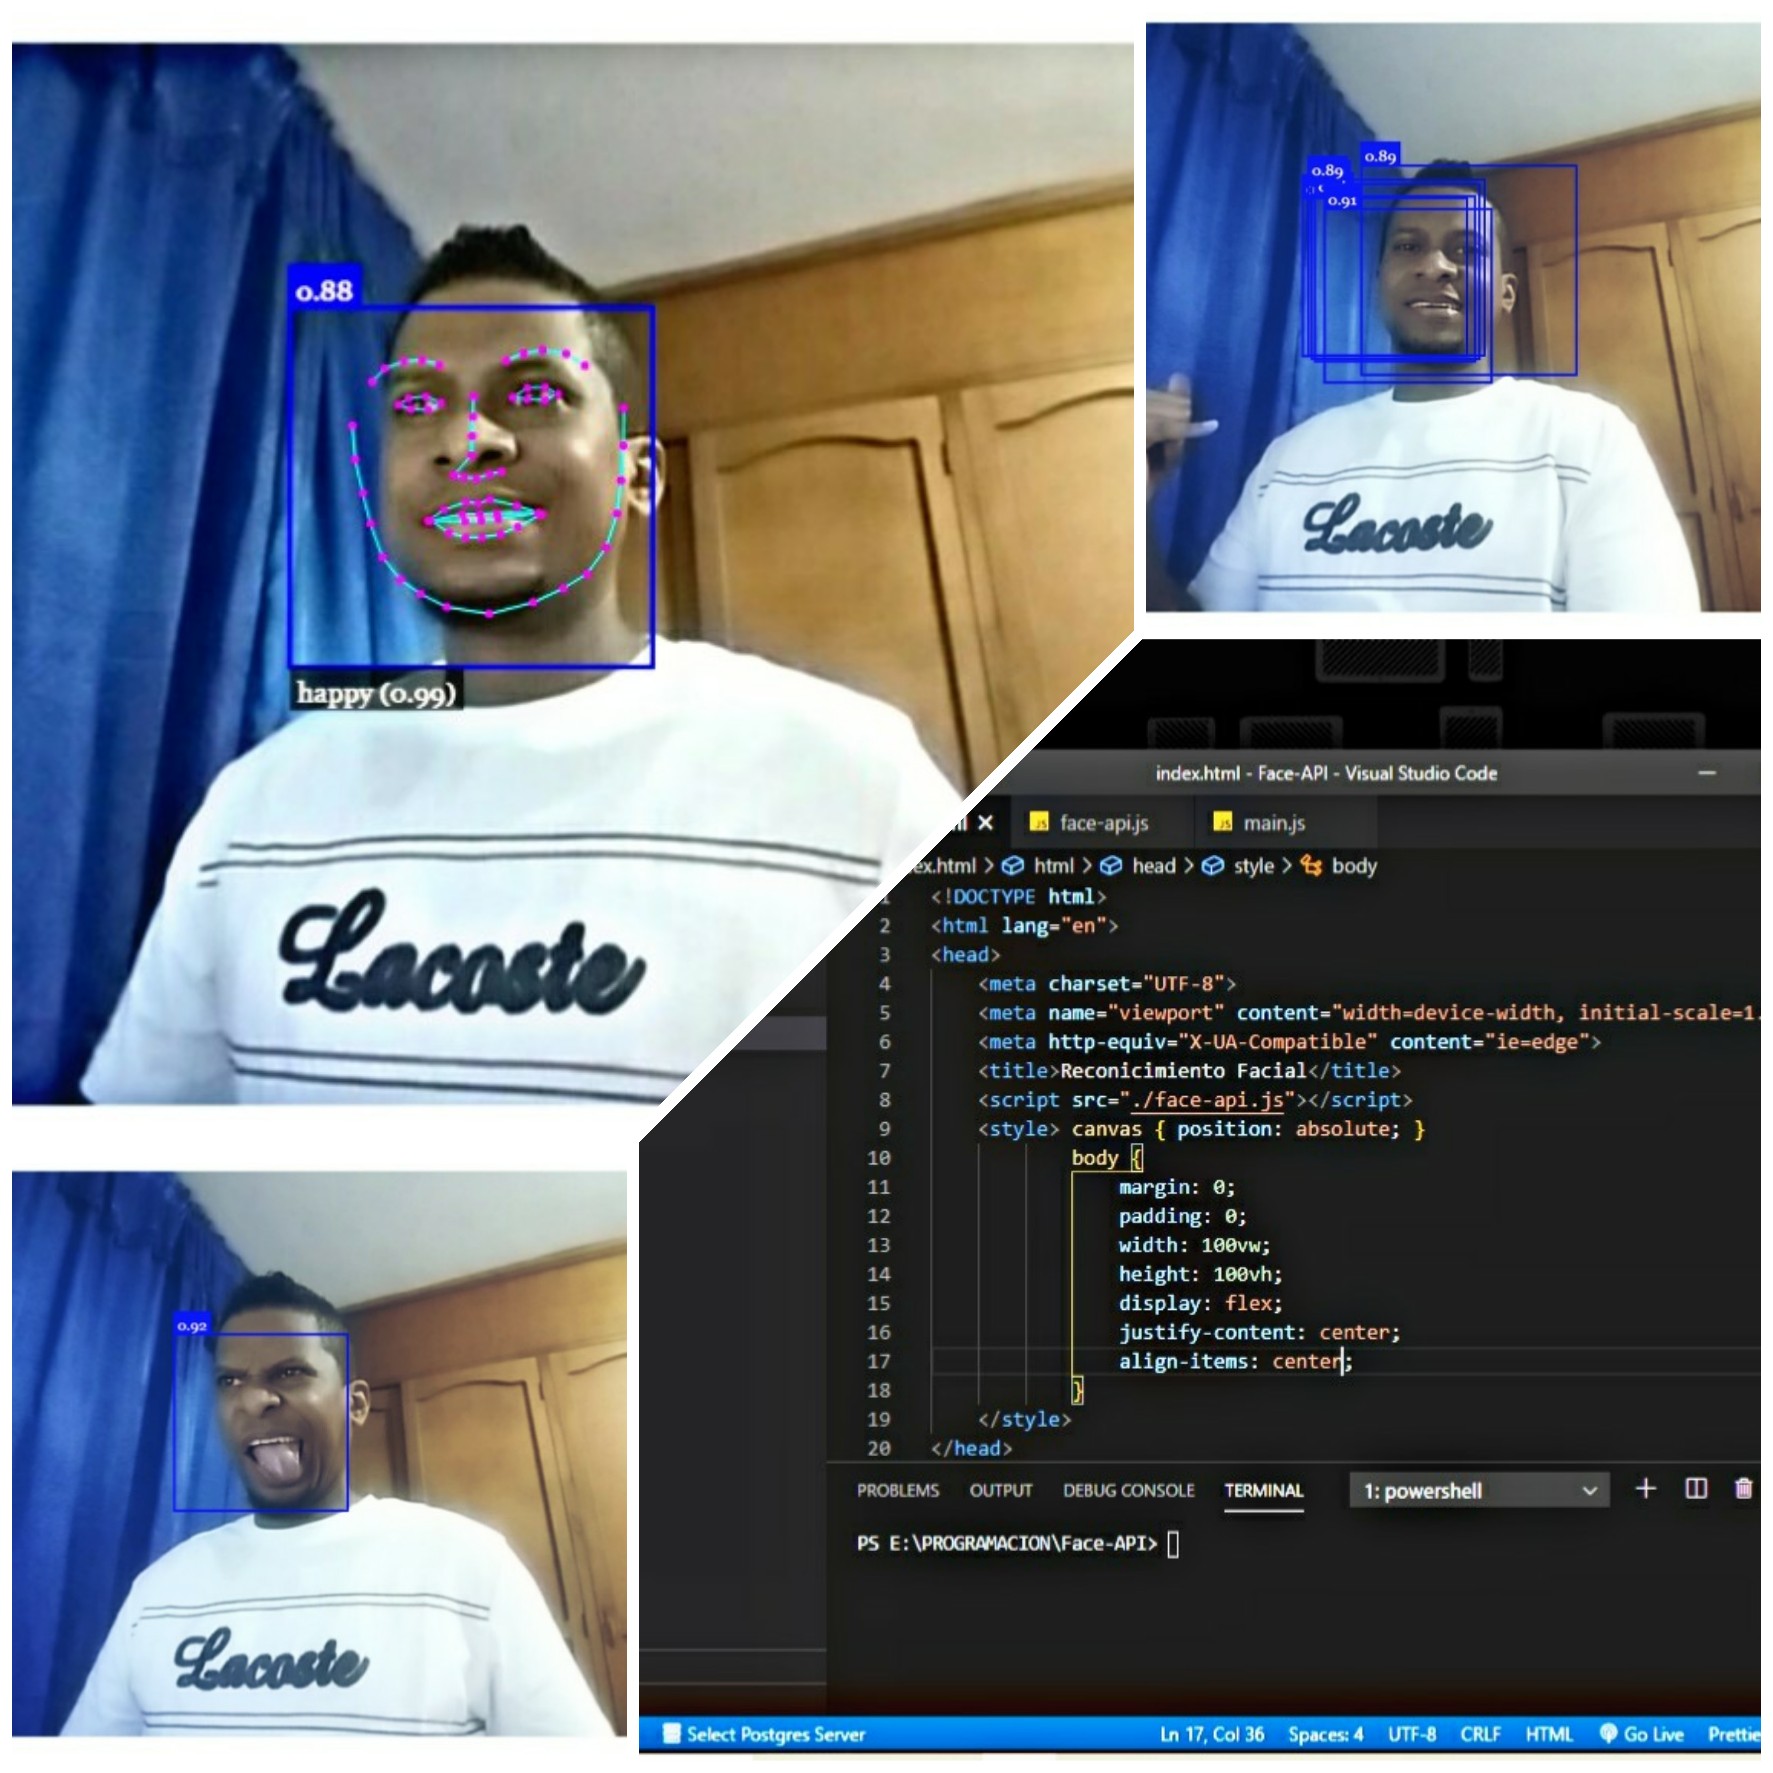 0.88
happy (0.99)
Lacoste
0.89
0.89
0.91
Lacoste
0.92
Lacoste
index.html - Face-API - Visual Studio Code
face-api.js
main.js
ex.html > html > head > style > body
1 <!DOCTYPE html>
2 <html lang="en">
3 <head>
4 <meta charset="UTF-8">
5 <meta name="viewport" content="width=device-width, initial-scale=1.
6 <meta http-equiv="X-UA-Compatible" content="ie=edge">
7 <title>Reconicimiento Facial</title>
8 <script src="./face-api.js"></script>
9 <style> canvas { position: absolute; }
10 body {
11 margin: 0;
12 padding: 0;
13 width: 100vw;
14 height: 100vh;
15 display: flex;
16 justify-content: center;
17 align-items: center;
18 }
19 </style>
20 </head>
PROBLEMS OUTPUT DEBUG CONSOLE TERMINAL 1: powershell
PS E:\PROGRAMACION\Face-API>
Select Postgres Server Ln 17, Col 36 Spaces: 4 UTF-8 CRLF HTML Go Live Prettie